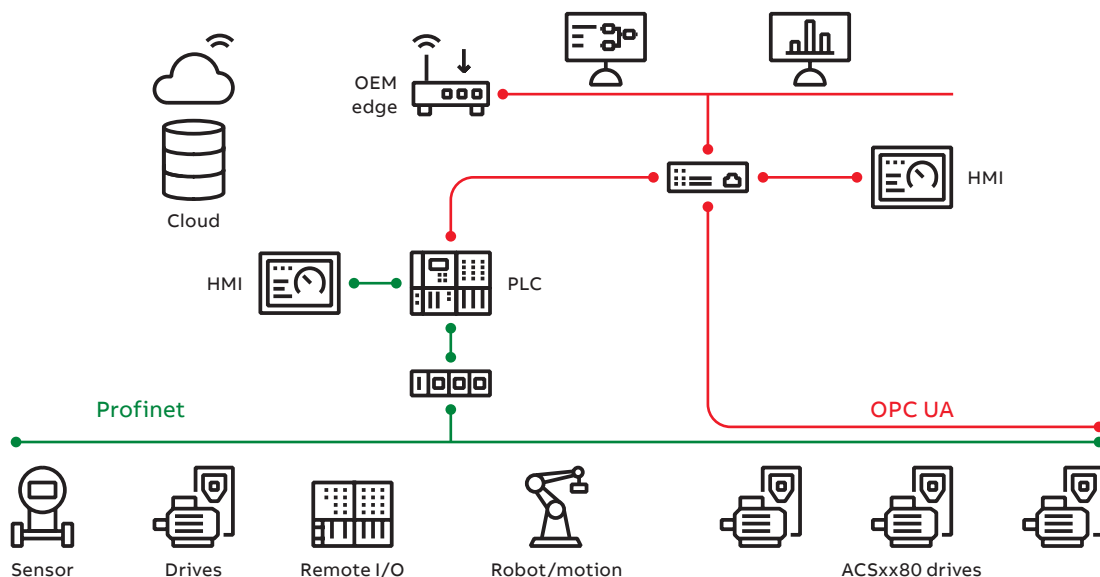 OEM
edge
HMI
Cloud
HMI
PLC
Profinet
OPC UA
Sensor
Drives
Remote I/O
Robot/motion
ACSxx80 drives